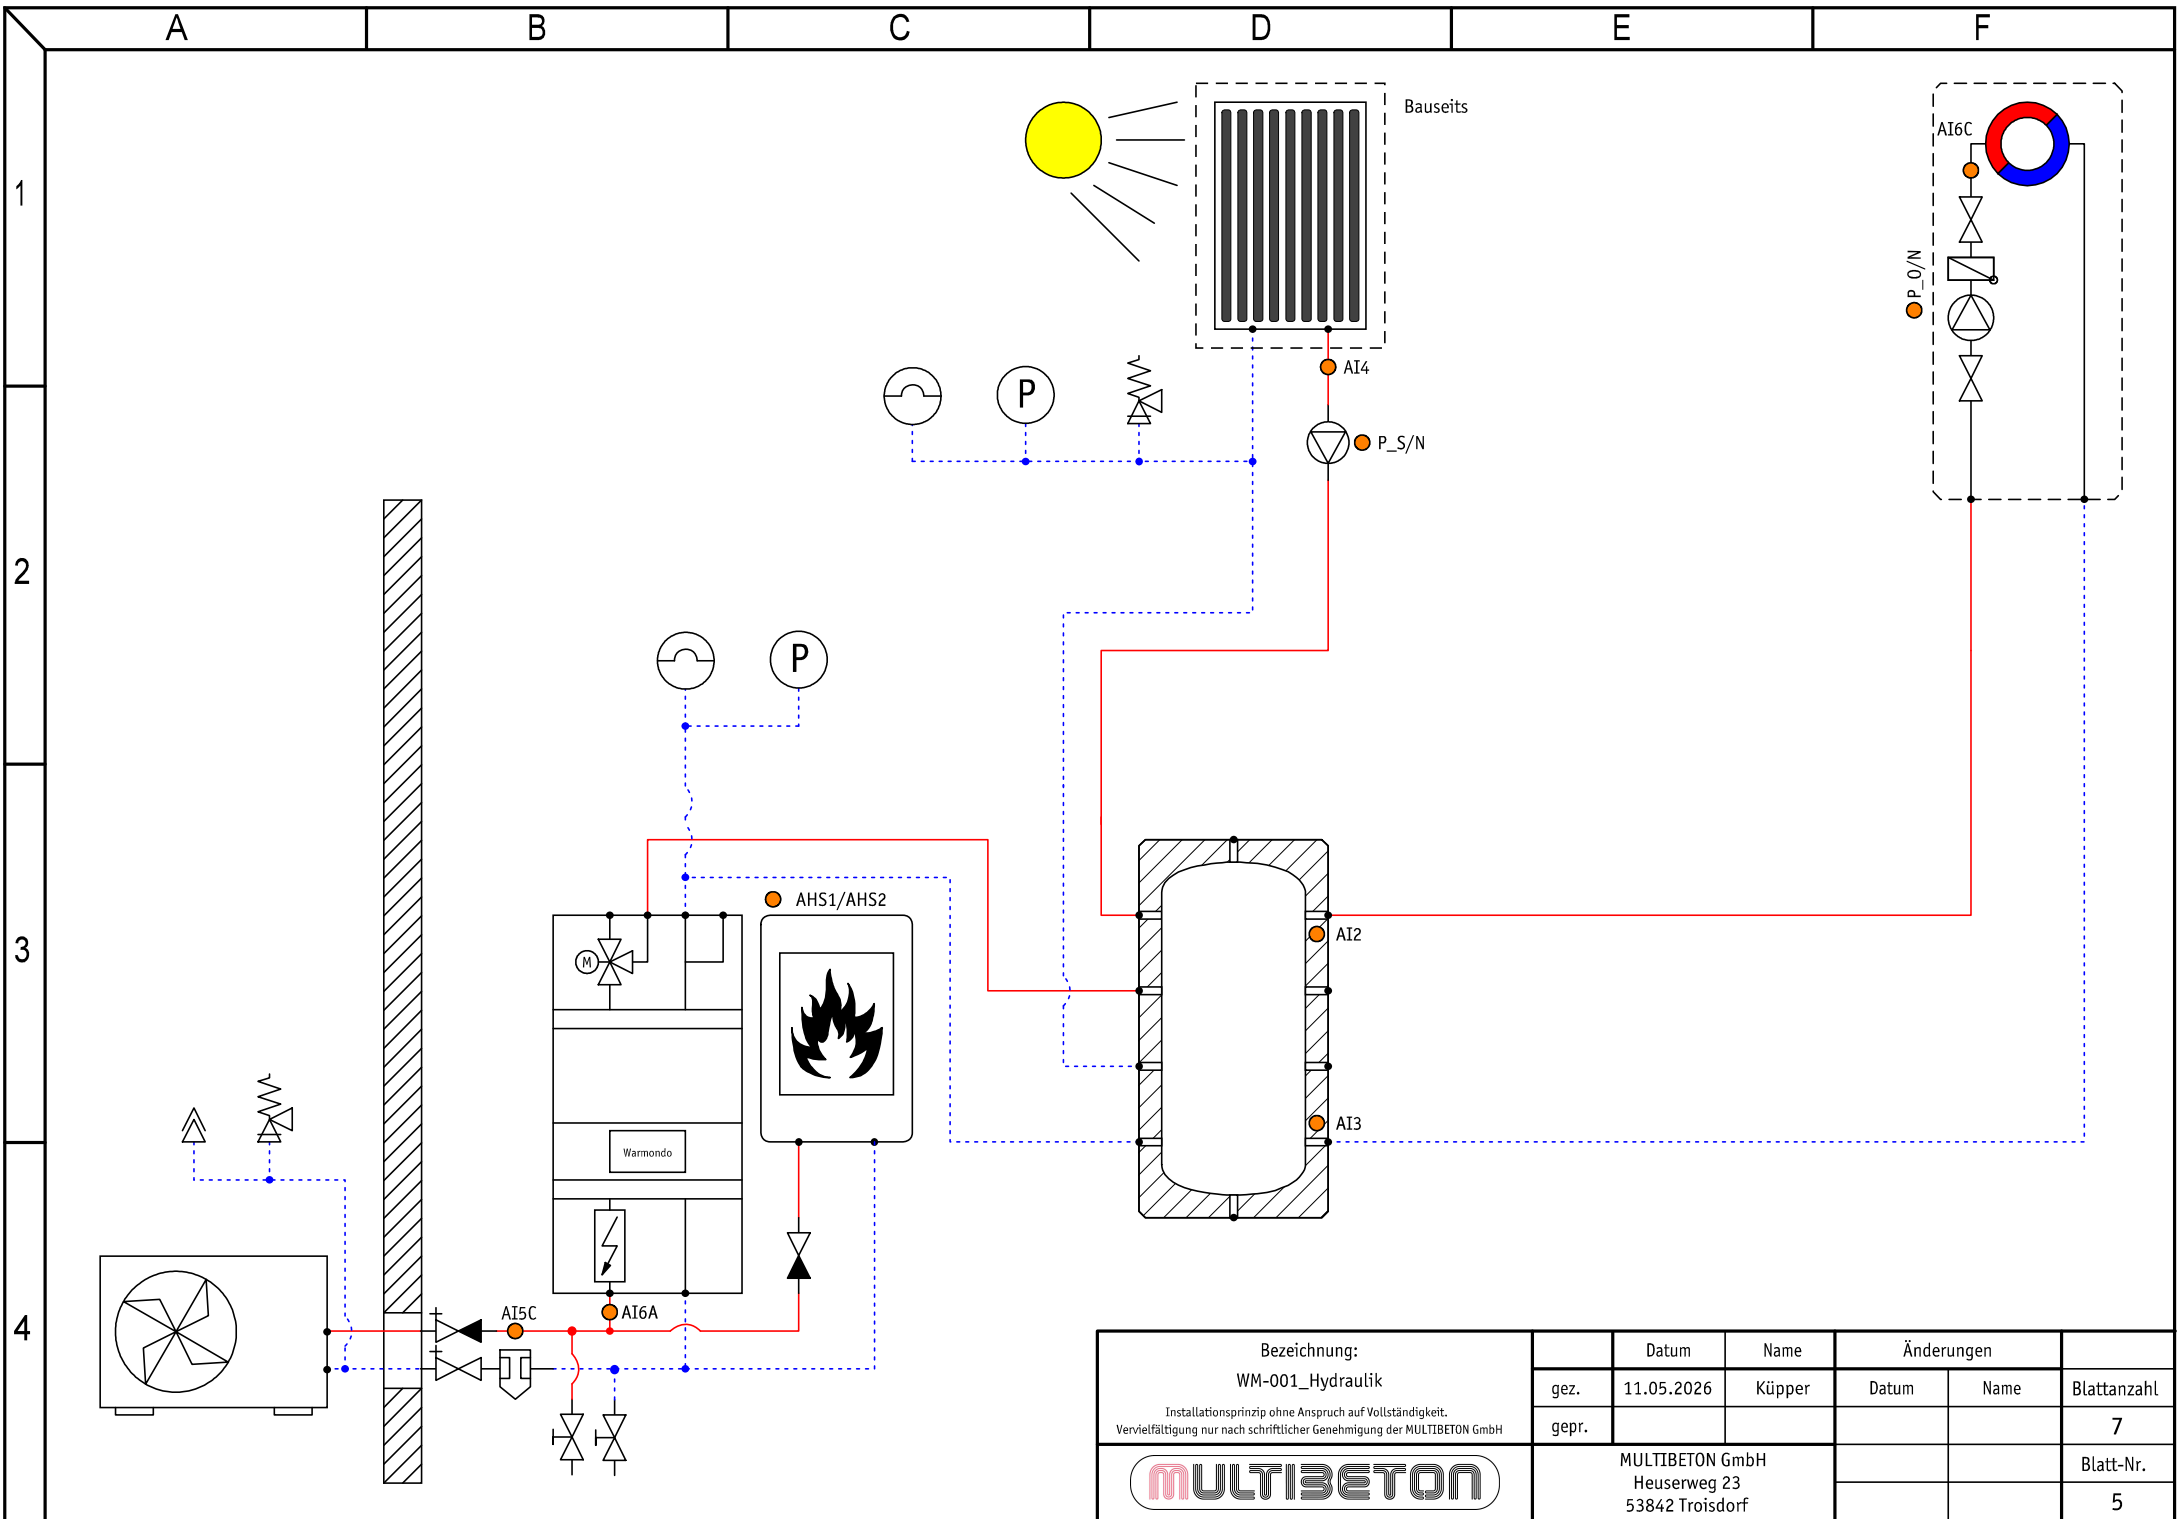 A B C D E F
1
2
3
4
Bauseits
AI6C
P_O/N
AI4
P
P_S/N
P
AHS1/AHS2
M
AI2
AI3
Warmondo
AI5C
AI6A
Bezeichnung:
WM-001_Hydraulik
Installationsprinzip ohne Anspruch auf Vollständigkeit.
Vervielfältigung nur nach schriftlicher Genehmigung der MULTIBETON GmbH
MULTIBETON
Datum Name Änderungen
gez. 11.05.2026 Küpper Datum Name Blattanzahl
gepr. 7
MULTIBETON GmbH
Heuserweg 23
53842 Troisdorf
Blatt-Nr.
5